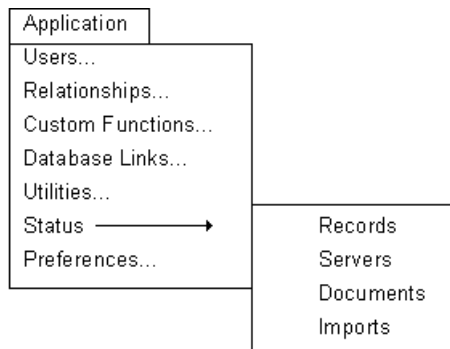 Application
Users...
Relationships...
Custom Functions...
Database Links...
Utilities...
Status
Preferences...
Records
Servers
Documents
Imports